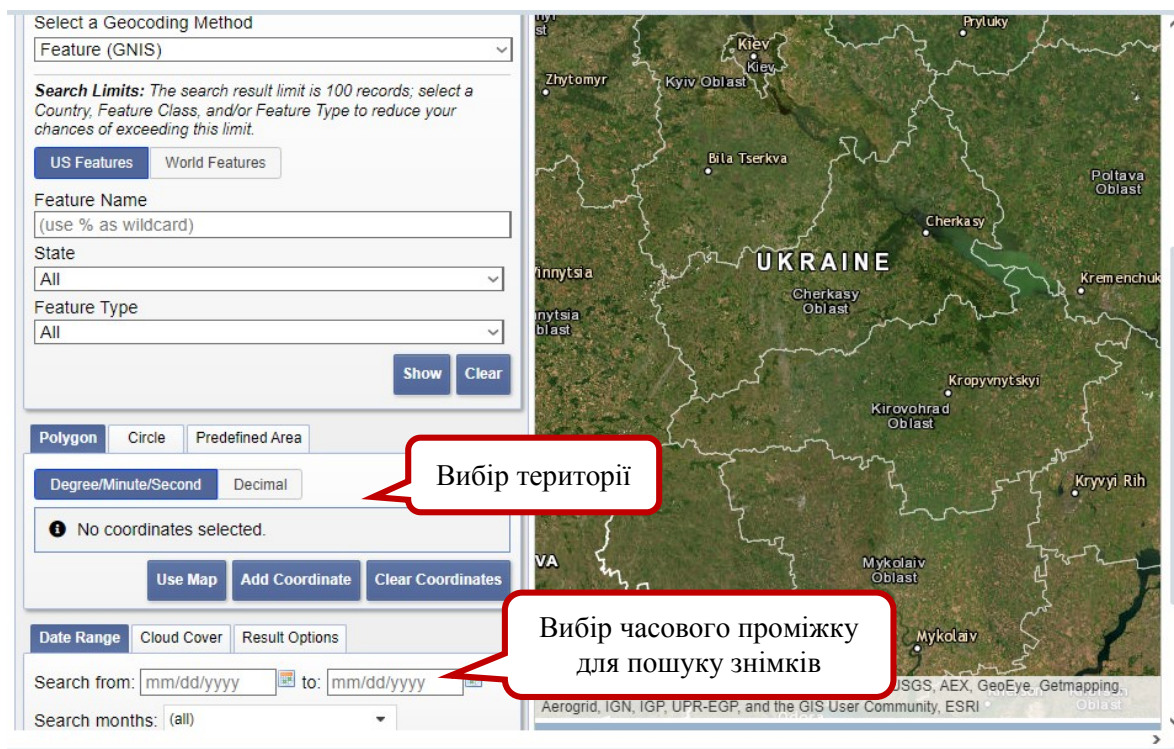 Select a Geocoding Method
Feature (GNIS)
Search Limits: The search result limit is 100 records; select a
Country, Feature Class, and/or Feature Type to reduce your
chances of exceeding this limit.
US Features World Features
Feature Name
(use % as wildcard)
State
All
Feature Type
All
Show Clear
Polygon Circle Predefined Area
Degree/Minute/Second Decimal
Вибір території
No coordinates selected.
Use Map Add Coordinate Clear Coordinates
Date Range Cloud Cover Result Options
Вибір часового проміжку
для пошуку знімків
Search from: mm/dd/yyyy to: mm/dd/yyyy
Search months: (all)
Pryluky
Kiev
Kiev
Zhytomyr
Kyiv Oblast
Bila Tserkva
Poltava
Oblast
Cherkasy
UKRAINE
Kremenchuk
Cherkasy
Oblast
Kropyvnytskyi
Kirovohrad
Oblast
Kryvyi Rih
Mykolaiv
Oblast
Mykolaiv
USGS, AEX, GeoEye, Getmapping,
Aerogrid, IGN, IGP, UPR-EGP, and the GIS User Community, ESRI